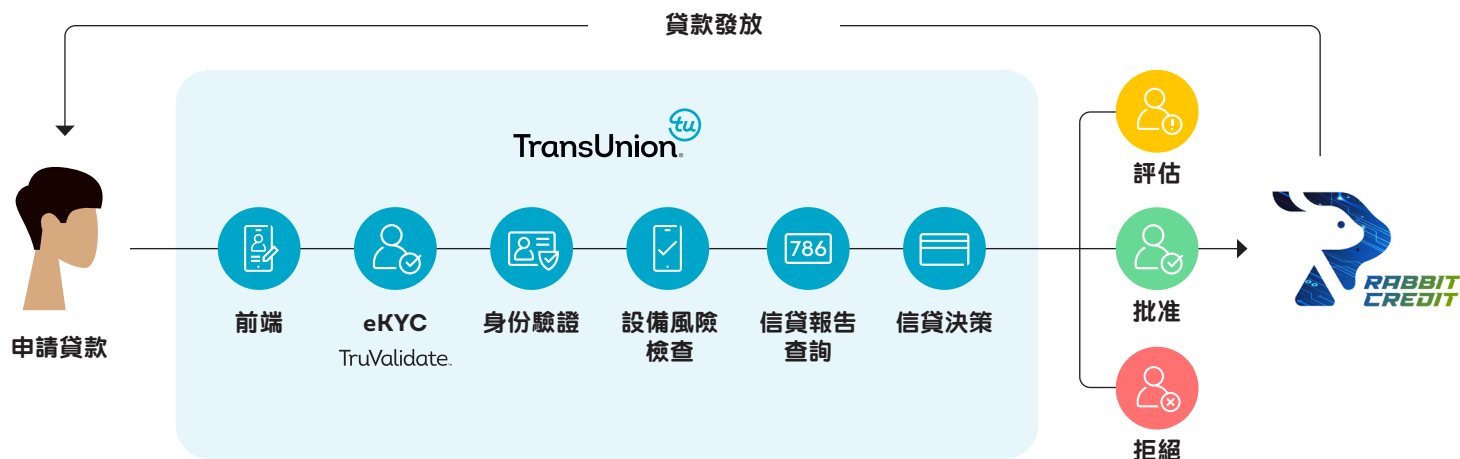 貸款發放
tu
TransUnion®
評估
786
RABBIT
CREDIT
前端
eKYC
TruValidate™
身份驗證
設備風險
檢查
信貸報告
查詢
信貸決策
批准
申請貸款
拒絕